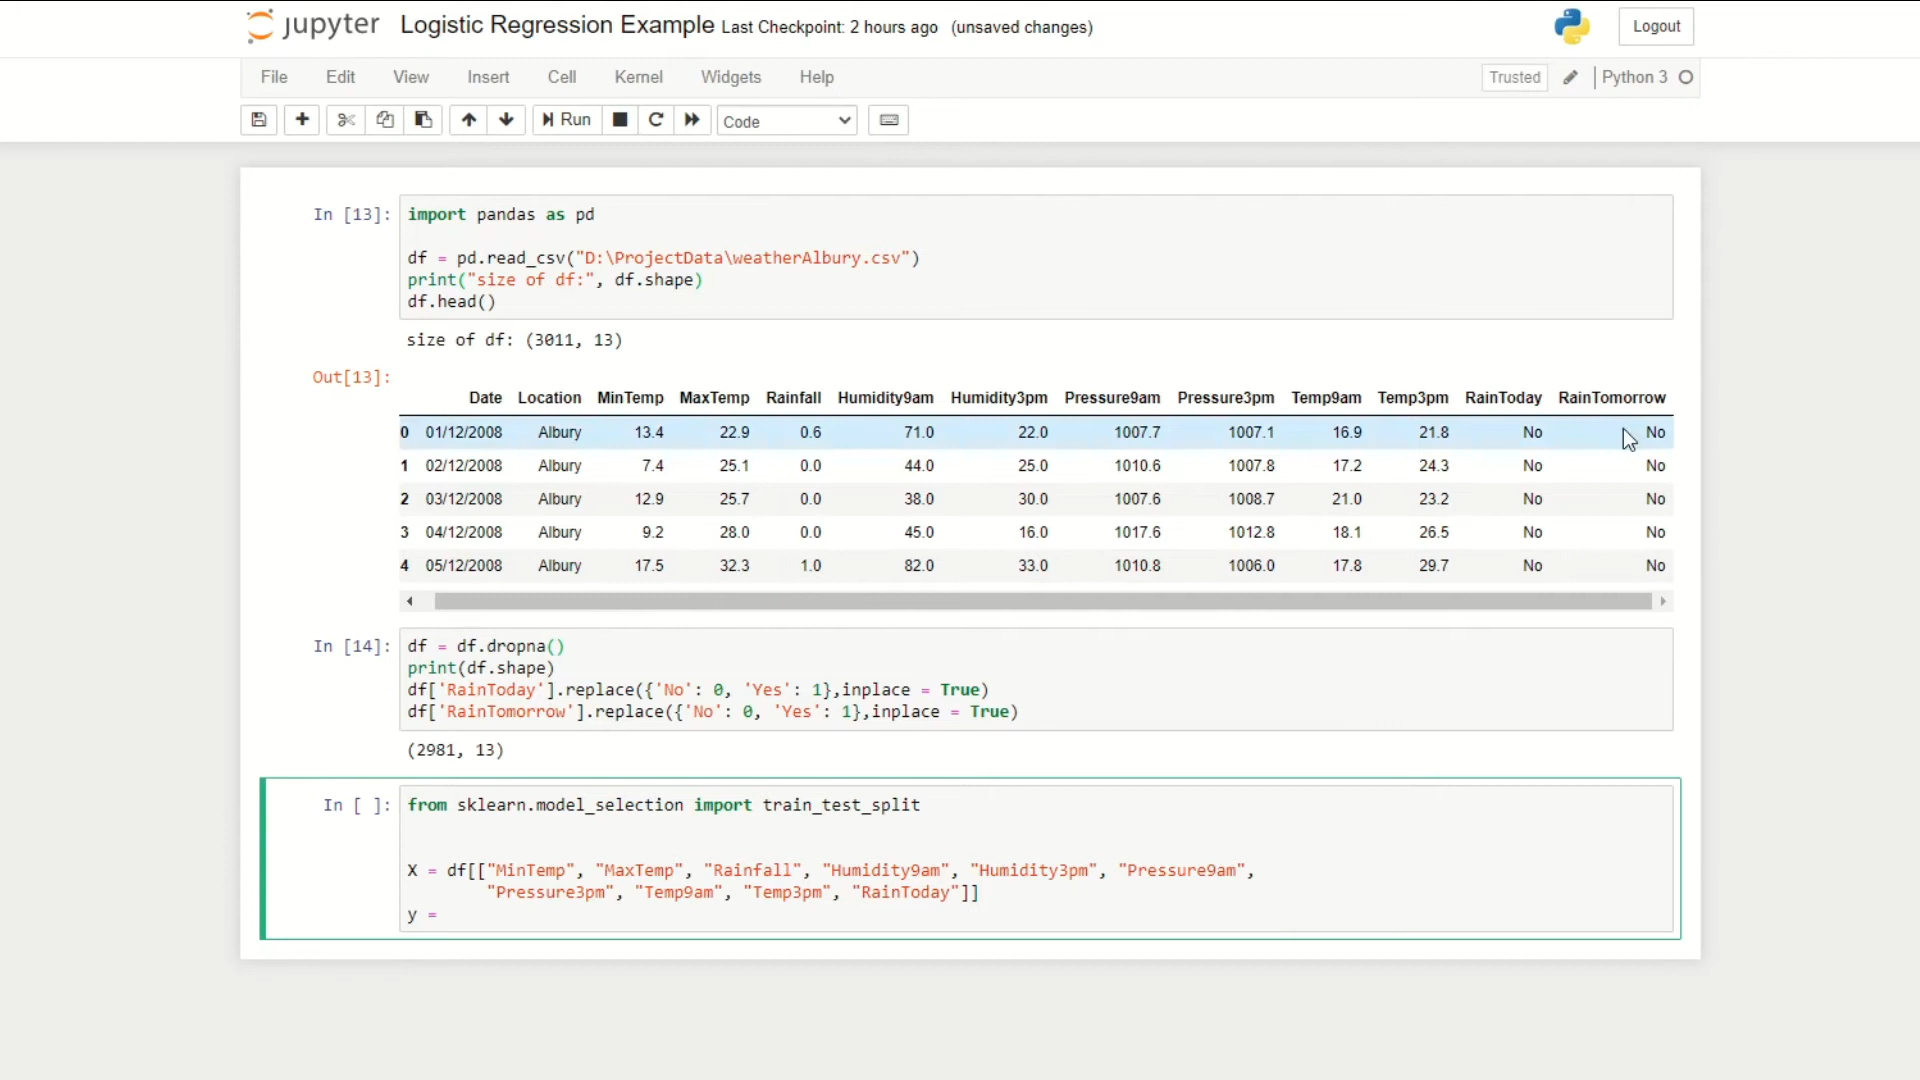 jupyter Logistic Regression Example Last Checkpoint: 2 hours ago (unsaved changes) Logout
File Edit View Insert Cell Kernel Widgets Help Trusted Python 3
Run Code
In [13]: import pandas as pd
df = pd.read_csv("D:\ProjectData\weatherAlbury.csv")
print("size of df:", df.shape)
df.head()
size of df: (3011, 13)
Out[13]:
Date Location MinTemp MaxTemp Rainfall Humidity9am Humidity3pm Pressure9am Pressure3pm Temp9am Temp3pm RainToday RainTomorrow
0 01/12/2008 Albury 13.4 22.9 0.6 71.0 22.0 1007.7 1007.1 16.9 21.8 No No
1 02/12/2008 Albury 7.4 25.1 0.0 44.0 25.0 1010.6 1007.8 17.2 24.3 No No
2 03/12/2008 Albury 12.9 25.7 0.0 38.0 30.0 1007.6 1008.7 21.0 23.2 No No
3 04/12/2008 Albury 9.2 28.0 0.0 45.0 16.0 1017.6 1012.8 18.1 26.5 No No
4 05/12/2008 Albury 17.5 32.3 1.0 82.0 33.0 1010.8 1006.0 17.8 29.7 No No
In [14]: df = df.dropna()
print(df.shape)
df['RainToday'].replace({'No': 0, 'Yes': 1},inplace = True)
df['RainTomorrow'].replace({'No': 0, 'Yes': 1},inplace = True)
(2981, 13)
In [ ]: from sklearn.model_selection import train_test_split
X = df[["MinTemp", "MaxTemp", "Rainfall", "Humidity9am", "Humidity3pm", "Pressure9am",
"Pressure3pm", "Temp9am", "Temp3pm", "RainToday"]]
y =